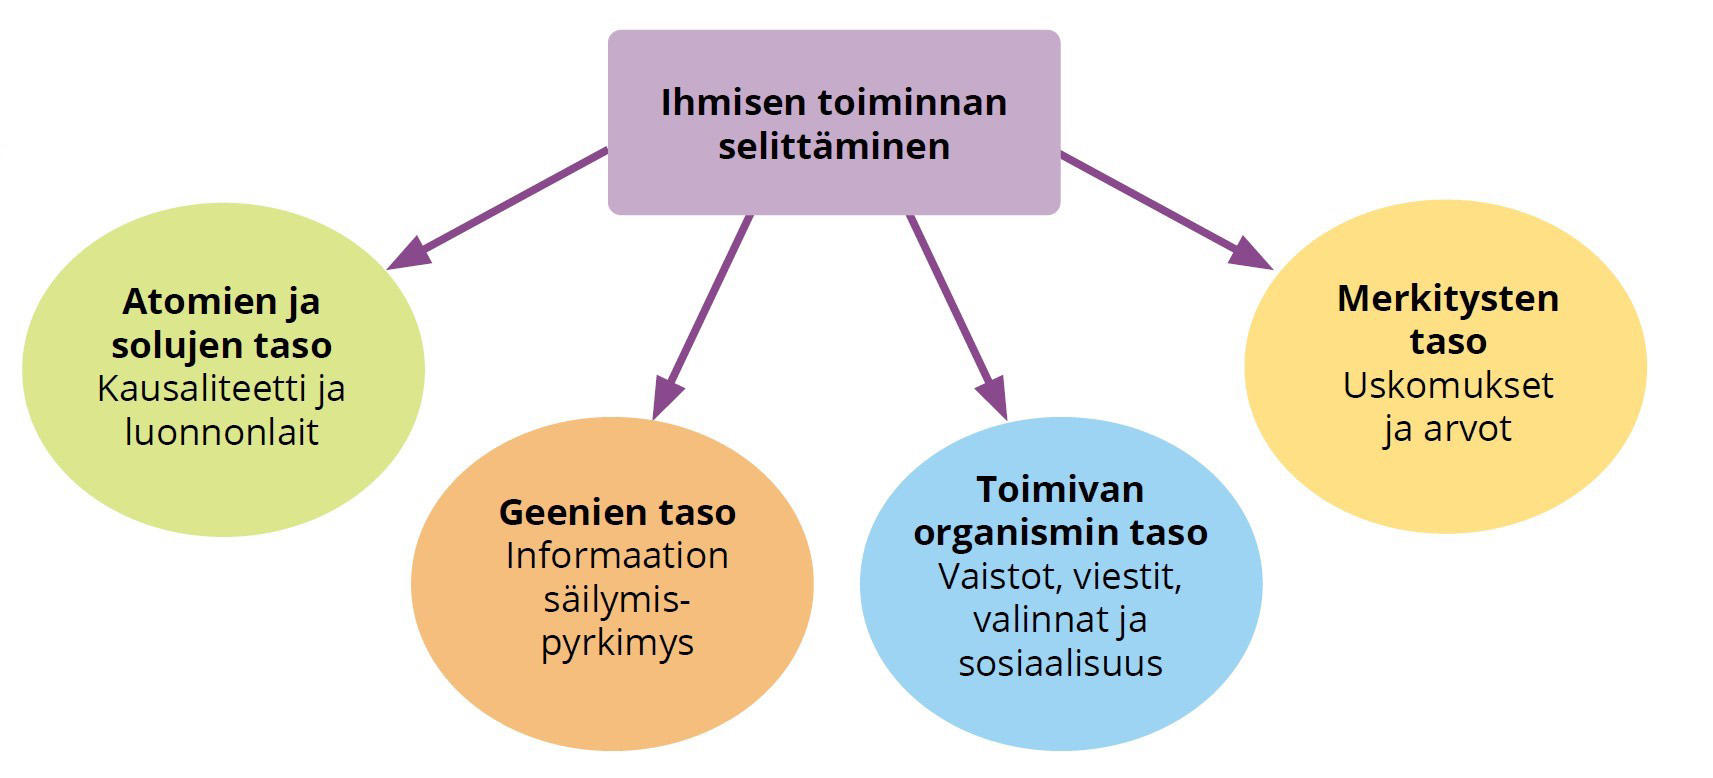 Ihmisen toiminnan
selittäminen
Atomien ja
solujen taso
Kausaliteetti ja
luonnonlait
Geenien taso
Informaation
säilymis-
pyrkimys
Toimivan
organismin taso
Vaistot, viestit,
valinnat ja
sosiaalisuus
Merkitysten
taso
Uskomukset
ja arvot